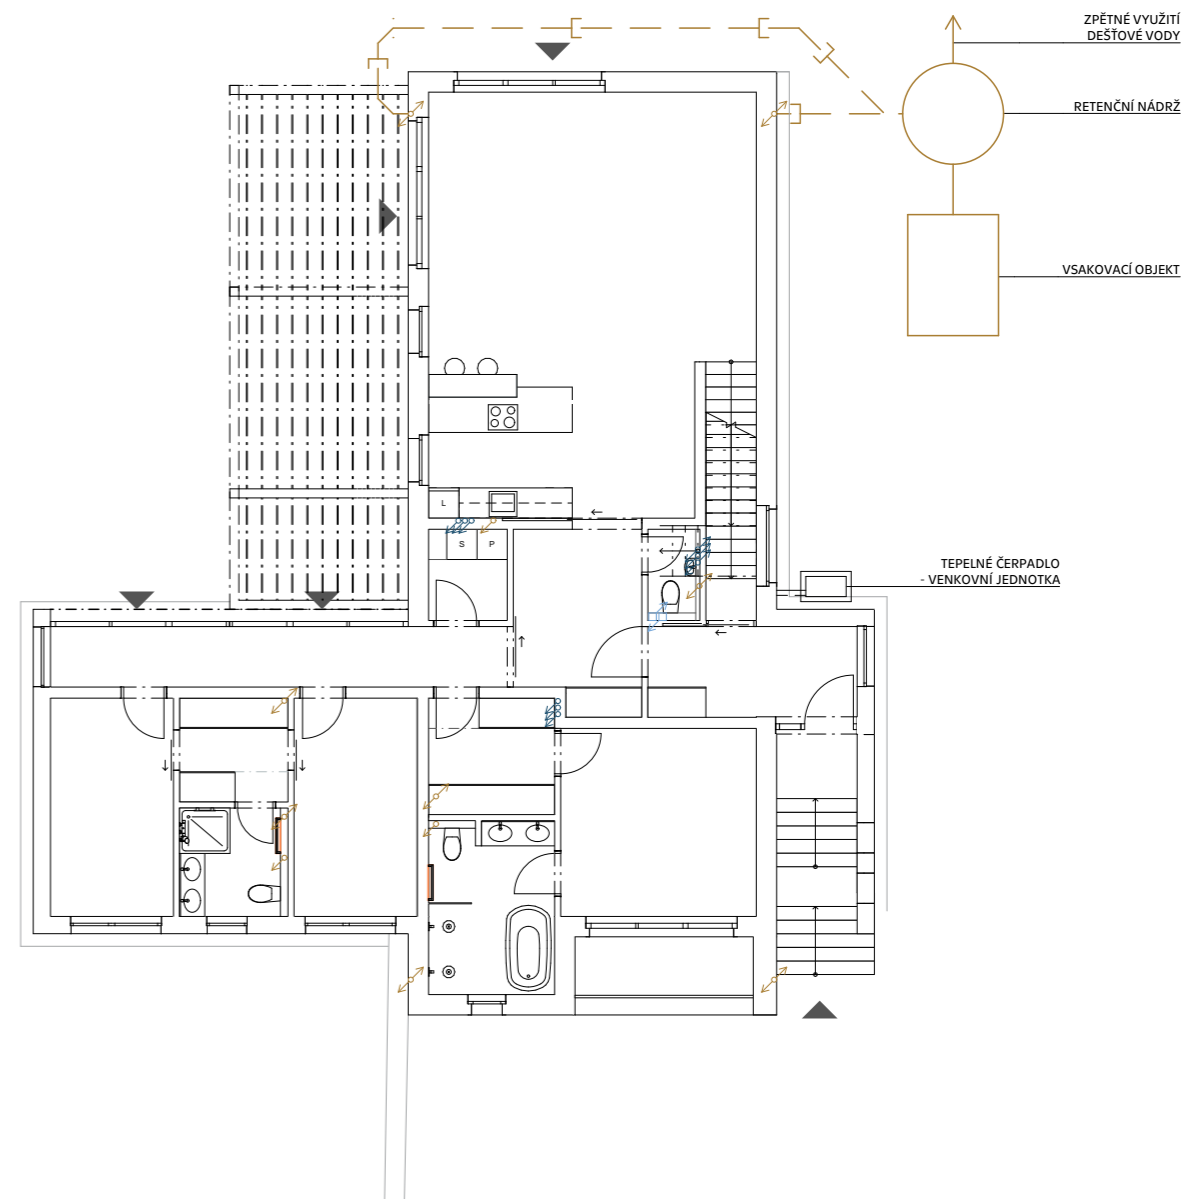 ZPĚTNÉ VYUŽITÍ
DEŠŤOVÉ VODY
RETENČNÍ NÁDRŽ
VSAKOVACÍ OBJEKT
L
S P
TEPELNÉ ČERPADLO
- VENKOVNÍ JEDNOTKA